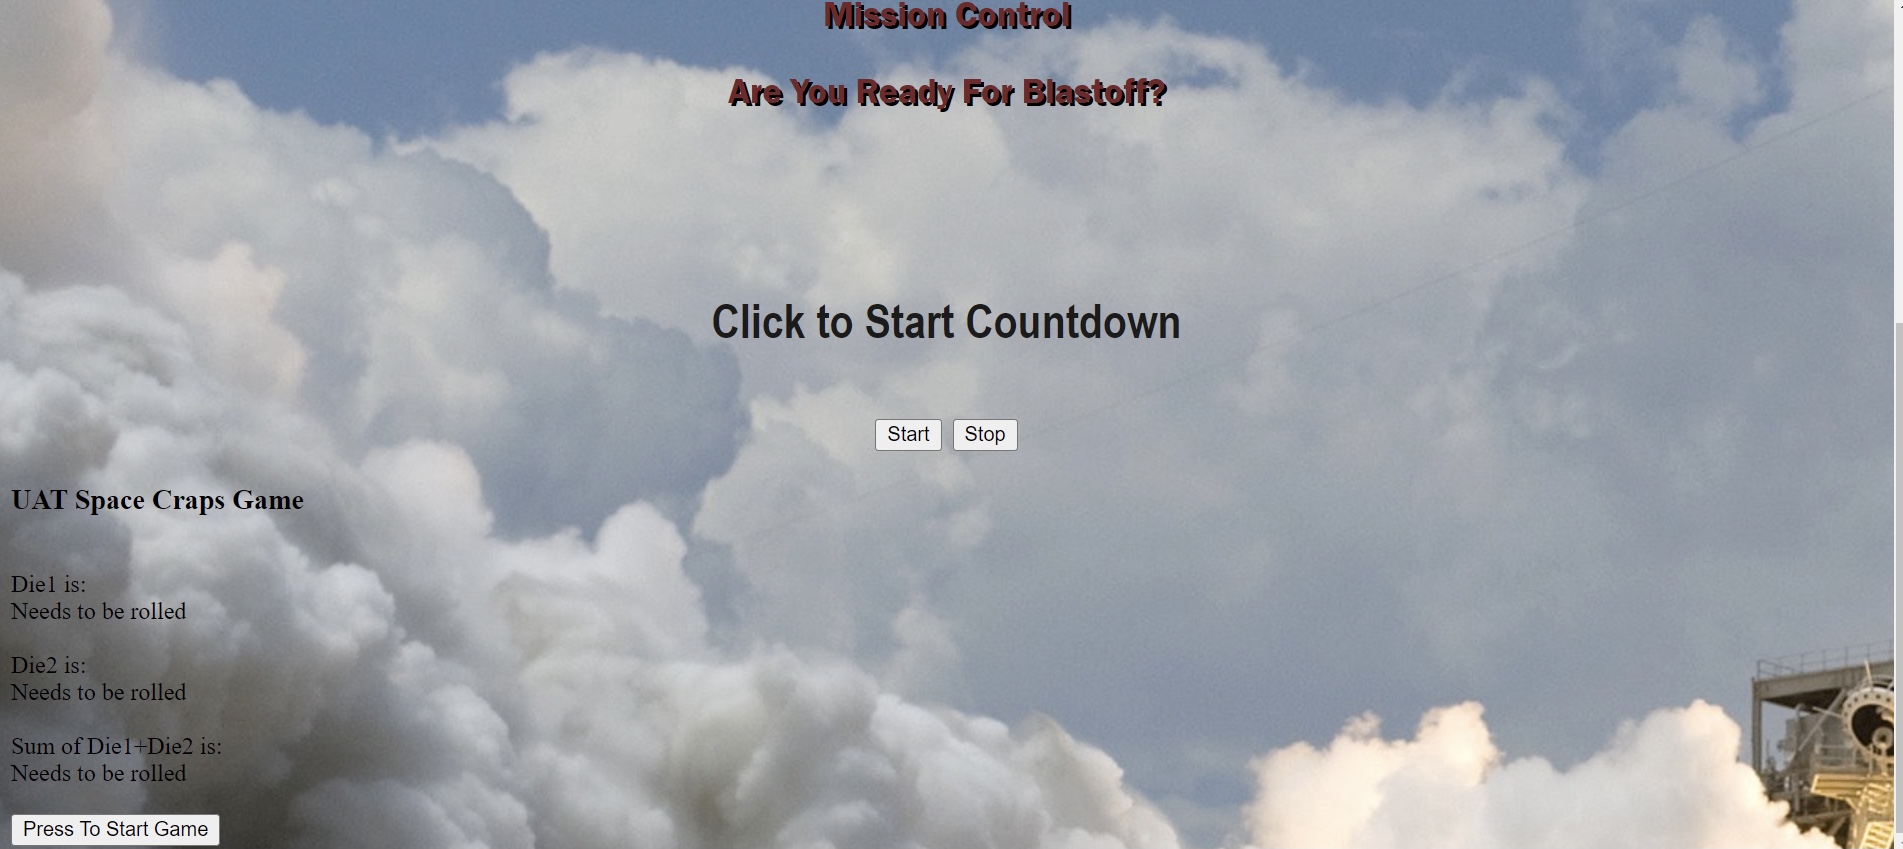 Mission Control
Are You Ready For Blastoff?
Click to Start Countdown
Start Stop
UAT Space Craps Game
Die1 is:
Needs to be rolled
Die2 is:
Needs to be rolled
Sum of Die1+Die2 is:
Needs to be rolled
Press To Start Game